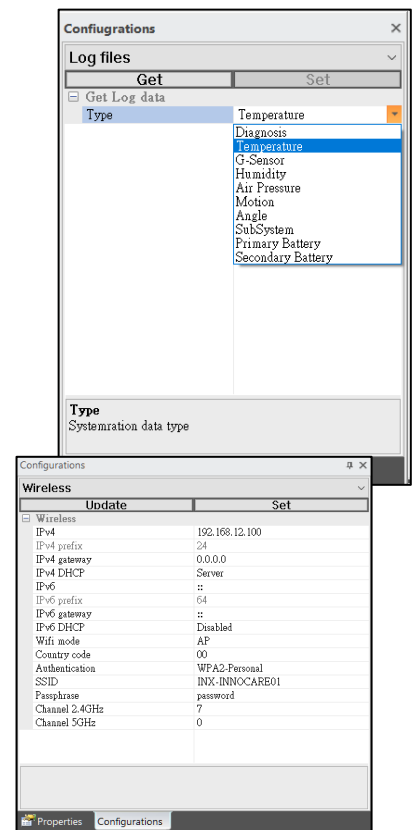 Confiugrations
Log files
Get Set
Get Log data
Type Temperature
Diagnosis
Temperature
G-Sensor
Humidity
Air Pressure
Motion
Angle
SubSystem
Primary Battery
Secondary Battery
Type
Systemration data type
Configurations
Wireless
Update Set
Wireless
IPv4 192.168.12.100
IPv4 prefix 24
IPv4 gateway 0.0.0.0
IPv4 DHCP Server
IPv6 ::
IPv6 prefix 64
IPv6 gateway ::
IPv6 DHCP Disabled
Wifi mode AP
Country code 00
Authentication WPA2-Personal
SSID INX-INNOCARE01
Passphrase password
Channel 2.4GHz 7
Channel 5GHz 0
Properties Configurations